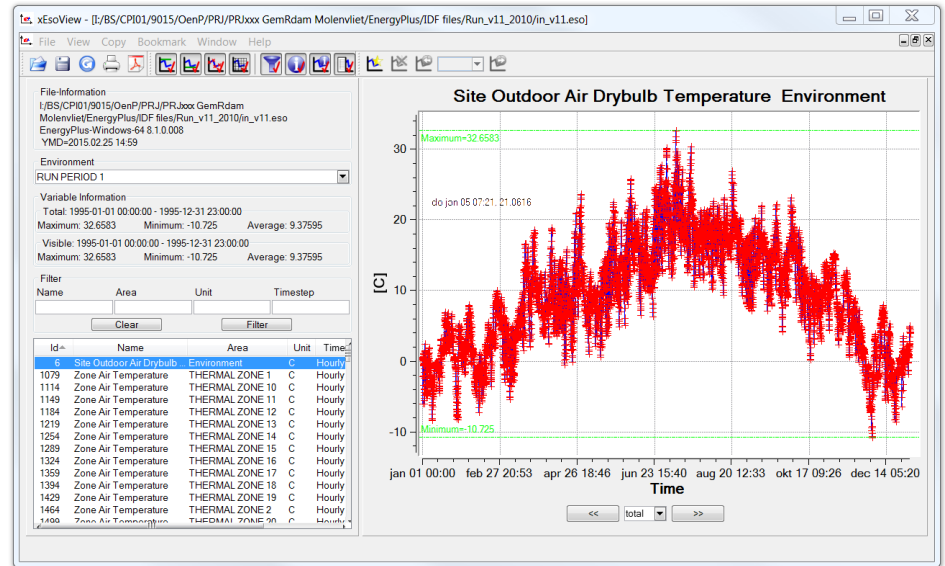 xEsoView - [I:/BS/CPI01/9015/OenP/PRJ/PRJxxx GemRdam Molenvliet/EnergyPlus/IDF files/Run_v11_2010/in_v11.eso]
File View Copy Bookmark Window Help
File-Information
I:/BS/CPI01/9015/OenP/PRJ/PRJxxx GemRdam
Molenvliet/EnergyPlus/IDF files/Run_v11_2010/in_v11.eso
EnergyPlus-Windows-64 8.1.0.008
YMD=2015.02.25 14:59
Environment
RUN PERIOD 1
Variable Information
Total: 1995-01-01 00:00:00 - 1995-12-31 23:00:00
Maximum: 32.6583 Minimum: -10.725 Average: 9.37595
Visible: 1995-01-01 00:00:00 - 1995-12-31 23:00:00
Maximum: 32.6583 Minimum: -10.725 Average: 9.37595
Filter
Name Area Unit Timestep
Clear Filter
Id Name Area Unit Time
6 Site Outdoor Air Drybulb ... Environment C Hourly
1079 Zone Air Temperature THERMAL ZONE 1 C Hourly
1114 Zone Air Temperature THERMAL ZONE 10 C Hourly
1149 Zone Air Temperature THERMAL ZONE 11 C Hourly
1184 Zone Air Temperature THERMAL ZONE 12 C Hourly
1219 Zone Air Temperature THERMAL ZONE 13 C Hourly
1254 Zone Air Temperature THERMAL ZONE 14 C Hourly
1289 Zone Air Temperature THERMAL ZONE 15 C Hourly
1324 Zone Air Temperature THERMAL ZONE 16 C Hourly
1359 Zone Air Temperature THERMAL ZONE 17 C Hourly
1394 Zone Air Temperature THERMAL ZONE 18 C Hourly
1429 Zone Air Temperature THERMAL ZONE 19 C Hourly
1464 Zone Air Temperature THERMAL ZONE 2 C Hourly
1499 Zone Air Temperature THERMAL ZONE 20 C Hourly
Site Outdoor Air Drybulb Temperature Environment
Maximum=32.6583
30
do jan 05 07:21, 21.0616
20
[C]
10
0
Minimum=-10.725
-10
jan 01 00:00 feb 27 20:53 apr 26 18:46 jun 23 15:40 aug 20 12:33 okt 17 09:26 dec 14 05:20
Time
<< total >>